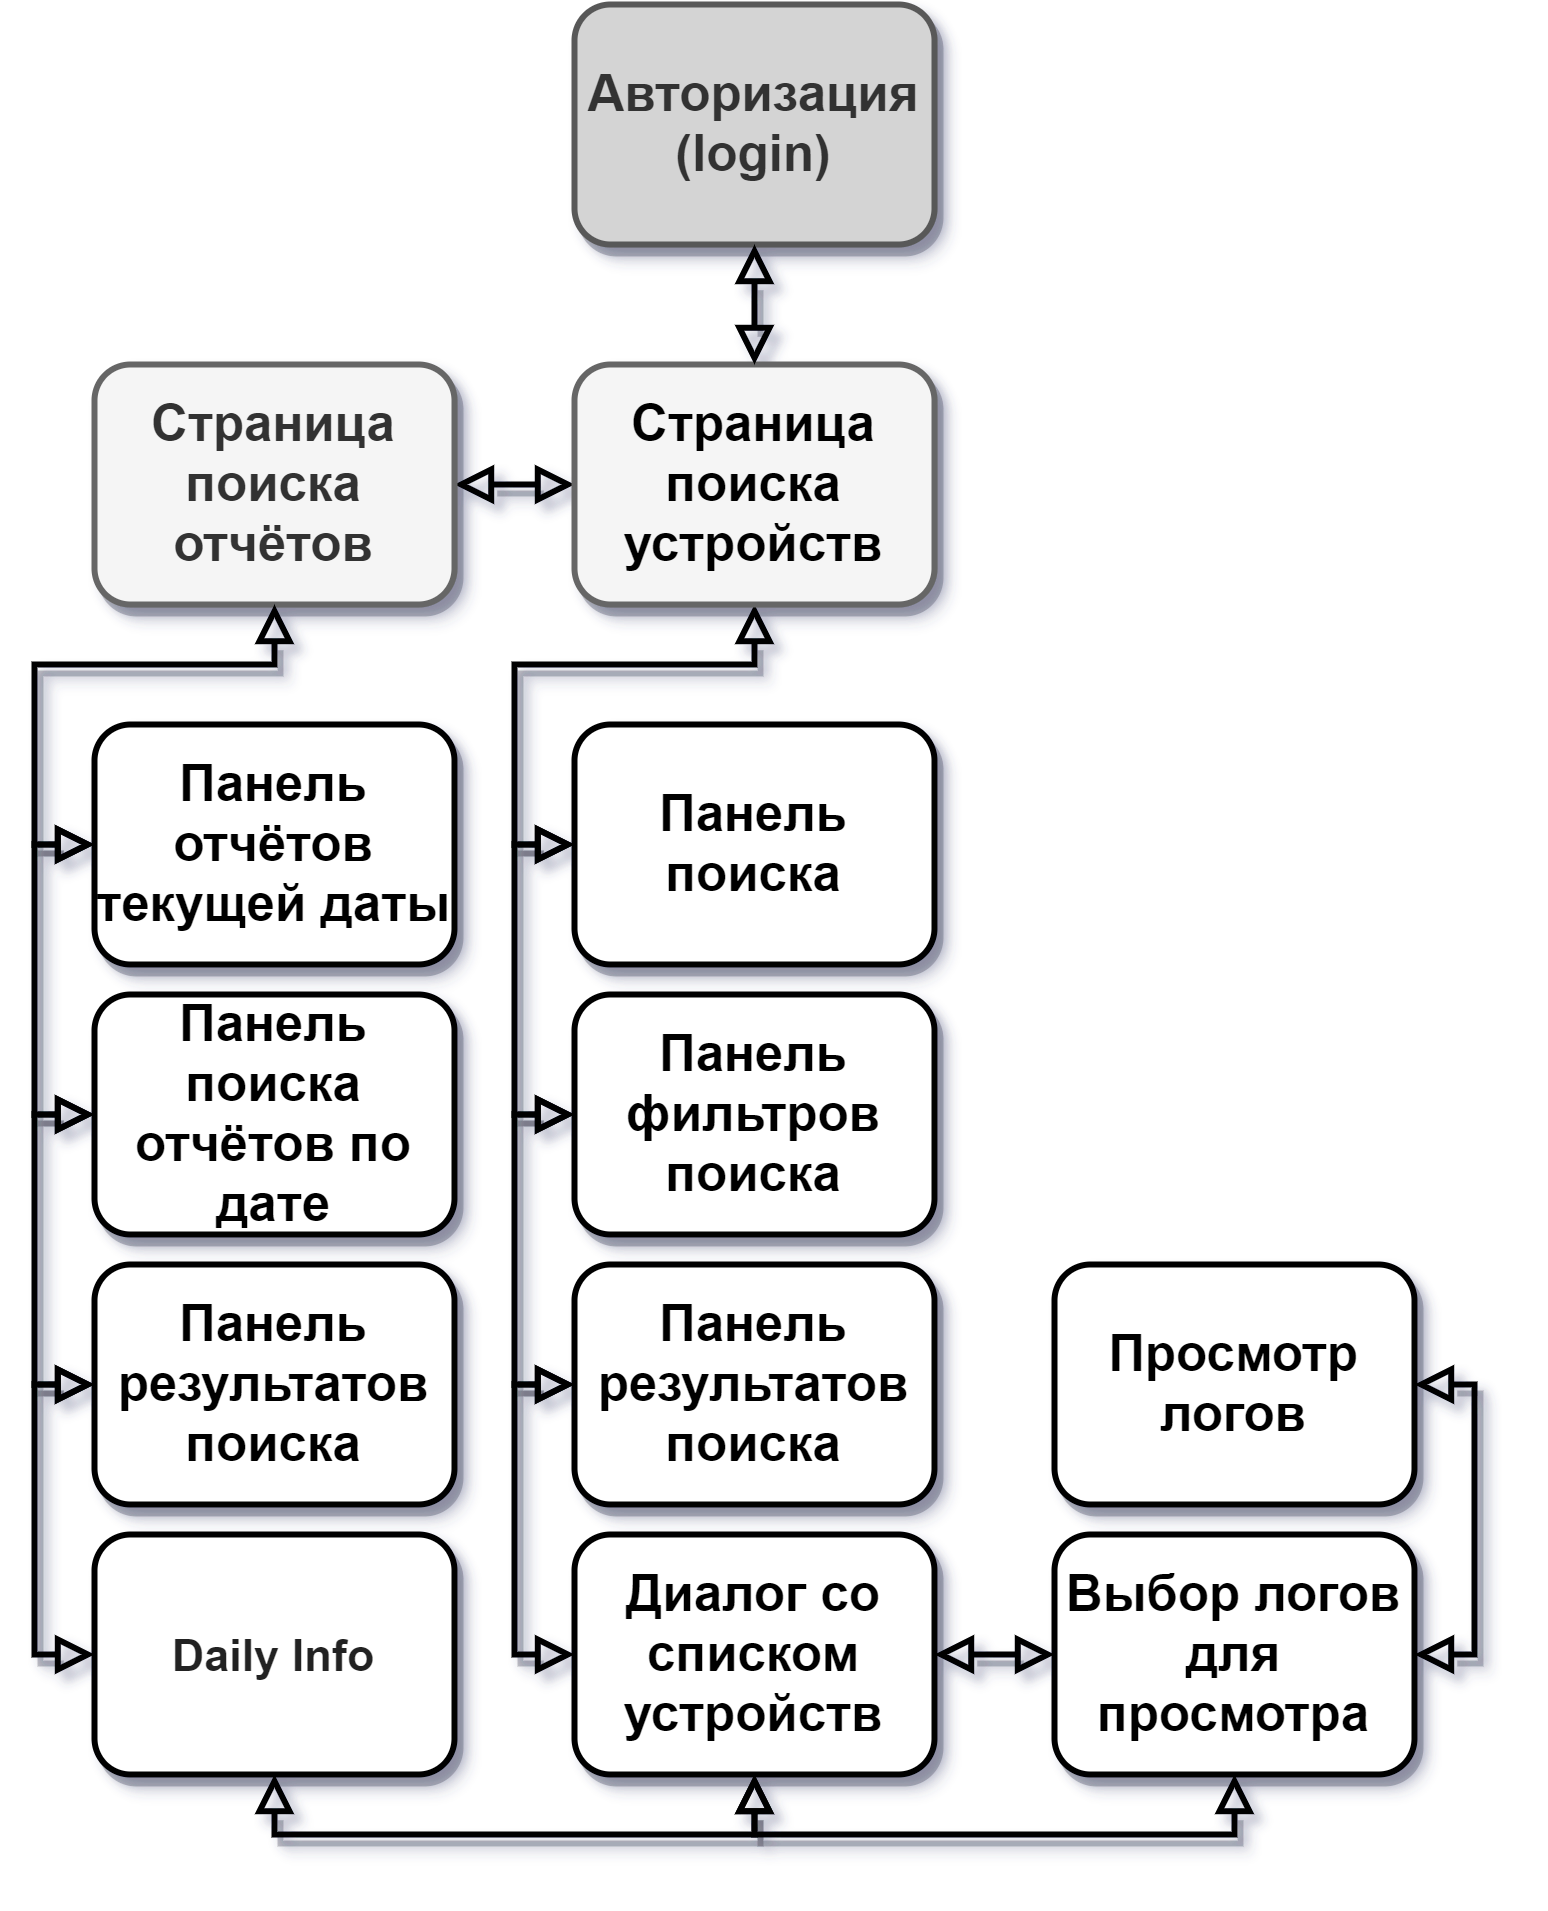 Авторизация
(login)
Страница
поиска
отчётов
Страница
поиска
устройств
Панель
отчётов
текущей даты
Панель
поиска
Панель
поиска
отчётов по
дате
Панель
фильтров
поиска
Панель
результатов
поиска
Панель
результатов
поиска
Просмотр
логов
Daily Info
Диалог со
списком
устройств
Выбор логов
для
просмотра